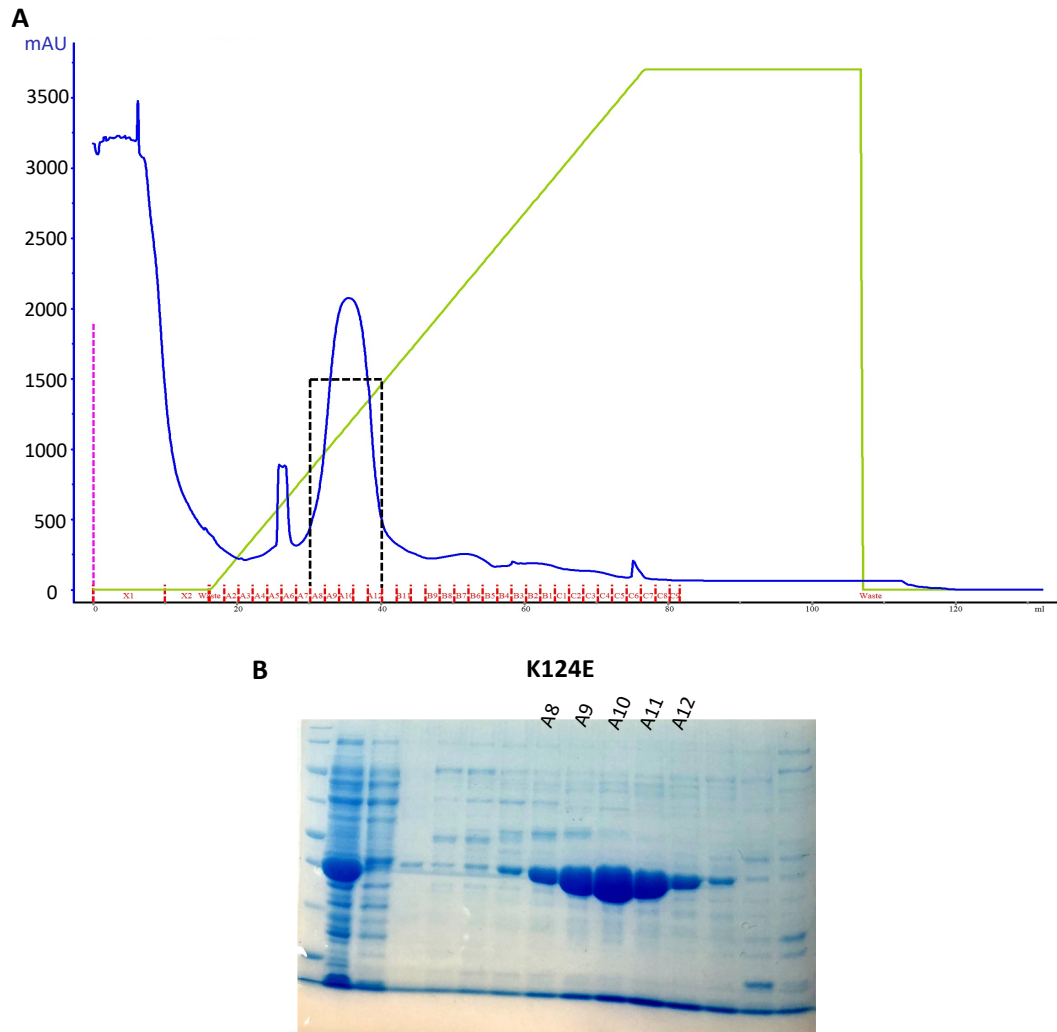 A
mAU
3500
3000
2500
2000
1500
1000
500
0
X1 X2 Waste A2 A3 A4 A5 A6 A7 A8 A9 A10 A12 B11 B9 B8 B7 B6 B5 B4 B3 B2 B1 C1 C2 C3 C4 C5 C6 C7 C8 C9 Waste
0 20 40 60 80 100 120 ml
B
K124E
A8 A9 A10 A11 A12